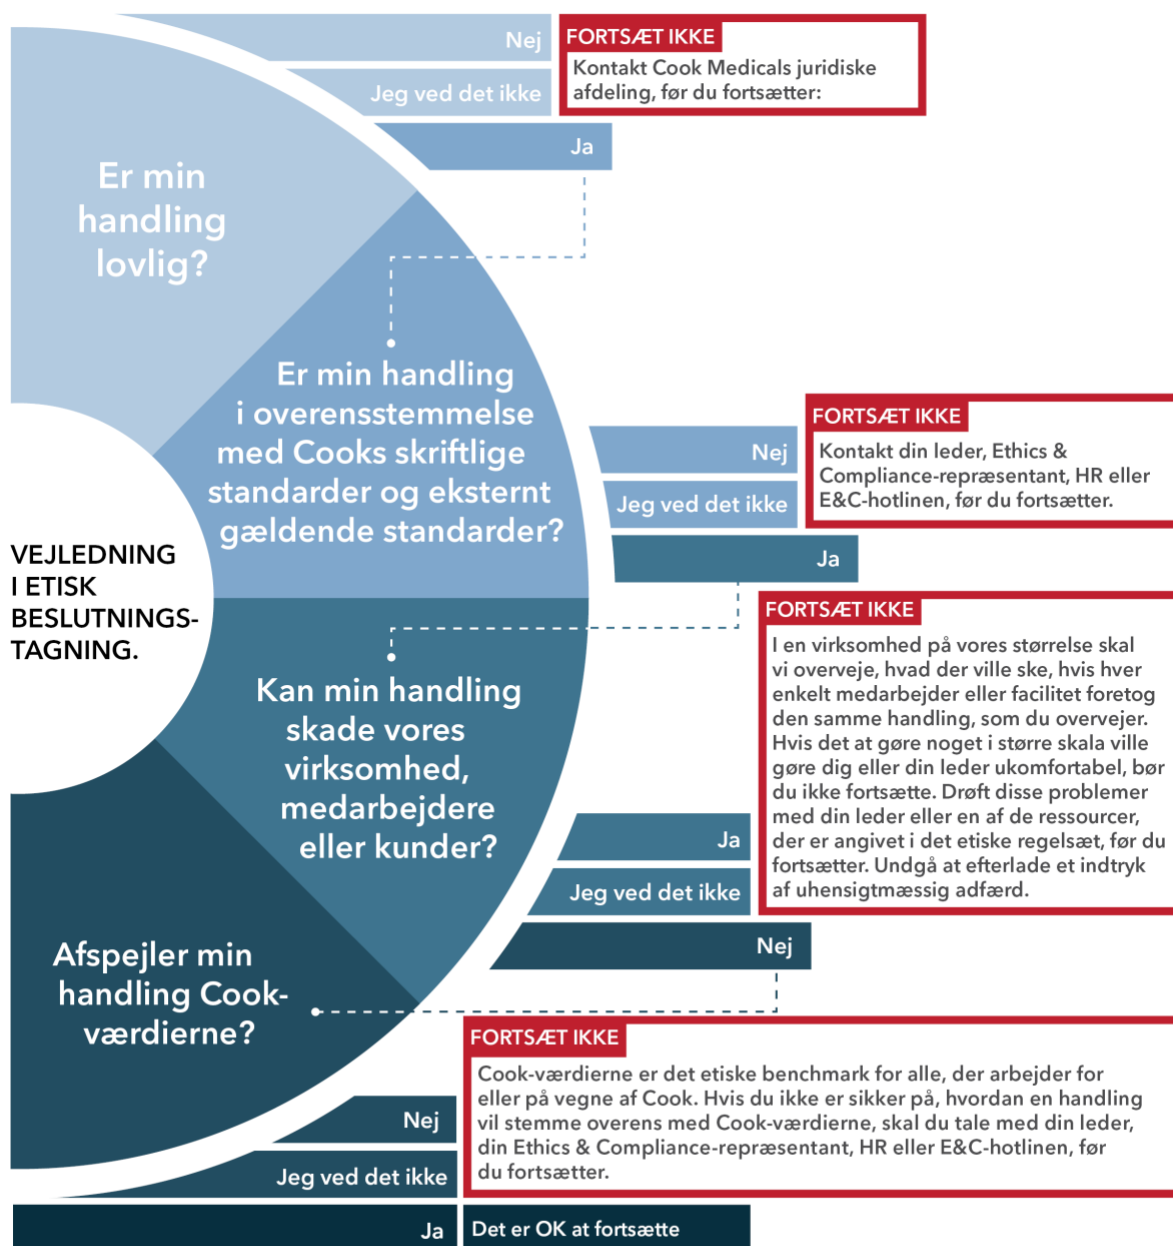 VEJLEDNING
I ETISK
BESLUTNINGS-
TAGNING.
Er min
handling
lovlig?
Nej
Jeg ved det ikke
FORTSÆT IKKE
Kontakt Cook Medicals juridiske
afdeling, før du fortsætter:
Ja
Er min handling
i overensstemmelse
med Cooks skriftlige
standarder og eksternt
gældende standarder?
Nej
Jeg ved det ikke
FORTSÆT IKKE
Kontakt din leder, Ethics &
Compliance-repræsentant, HR eller
E&C-hotlinen, før du fortsætter.
Ja
Kan min handling
skade vores
virksomhed,
medarbejdere
eller kunder?
Ja
Jeg ved det ikke
FORTSÆT IKKE
I en virksomhed på vores størrelse skal
vi overveje, hvad der ville ske, hvis hver
enkelt medarbejder eller facilitet foretog
den samme handling, som du overvejer.
Hvis det at gøre noget i større skala ville
gøre dig eller din leder ukomfortabel, bør
du ikke fortsætte. Drøft disse problemer
med din leder eller en af de ressourcer,
der er angivet i det etiske regelsæt, før du
fortsætter. Undgå at efterlade et indtryk
af uhensigtmæssig adfærd.
Nej
Afspejler min
handling Cook-
værdierne?
Nej
Jeg ved det ikke
FORTSÆT IKKE
Cook-værdierne er det etiske benchmark for alle, der arbejder for
eller på vegne af Cook. Hvis du ikke er sikker på, hvordan en handling
vil stemme overens med Cook-værdierne, skal du tale med din leder,
din Ethics & Compliance-repræsentant, HR eller E&C-hotlinen, før
du fortsætter.
Ja
Det er OK at fortsætte